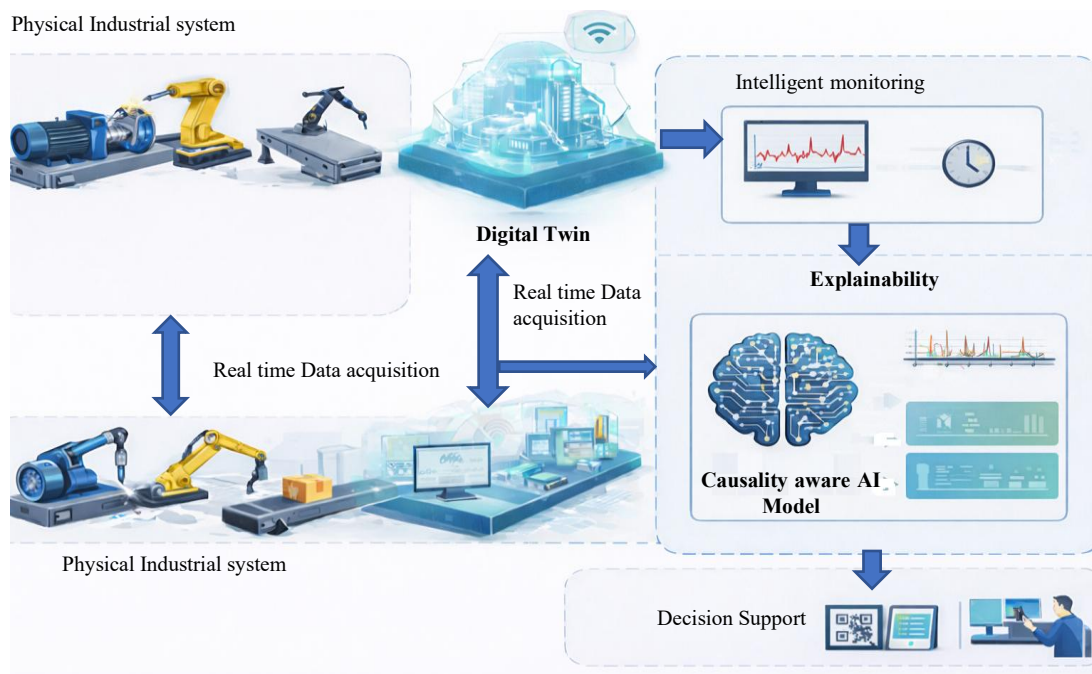 Physical Industrial system
Intelligent monitoring
Digital Twin
Explainability
Real time Data
acquisition
Real time Data acquisition
Causality aware AI
Model
Physical Industrial system
Decision Support